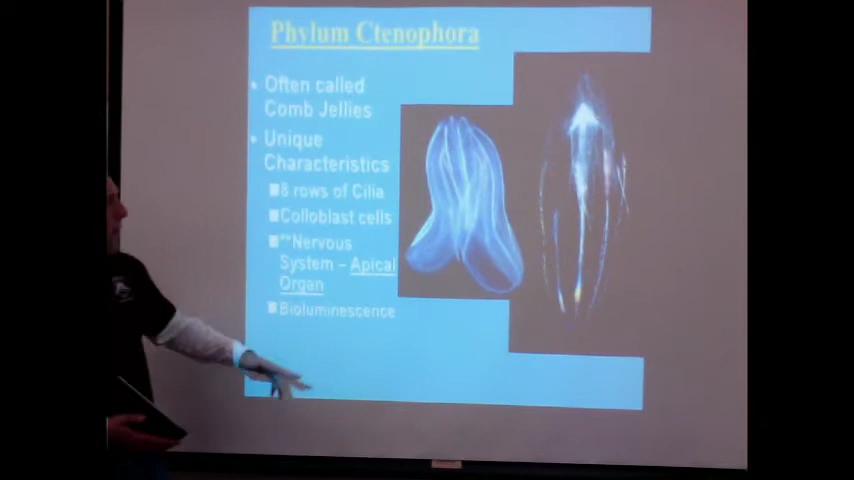 Phylum Ctenophora
• Often called
Comb Jellies
• Unique
Characteristics
■8 rows of Cilia
■Colloblast cells
■**Nervous
System – Apical
Organ
■Bioluminescence